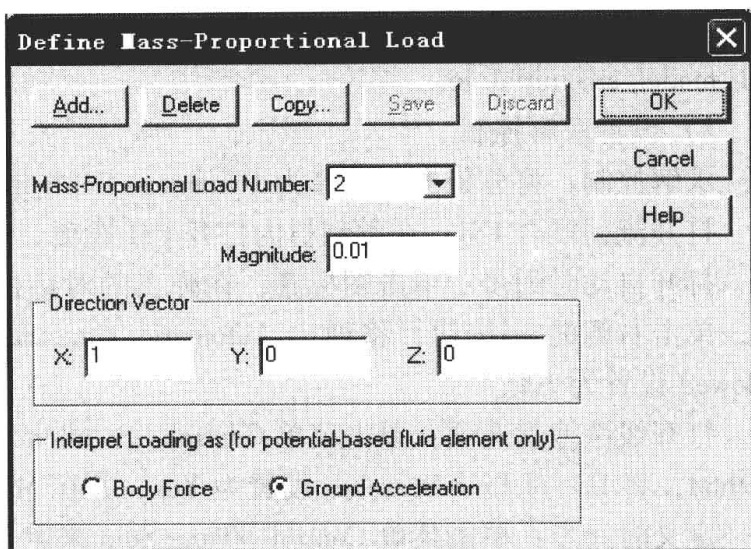 Define Mass-Proportional Load
Add... Delete Copy... Save Discard OK
Cancel
Mass-Proportional Load Number: 2
Help
Magnitude: 0.01
Direction Vector
X: 1 Y: 0 Z: 0
Interpret Loading as (for potential-based fluid element only)
Body Force Ground Acceleration